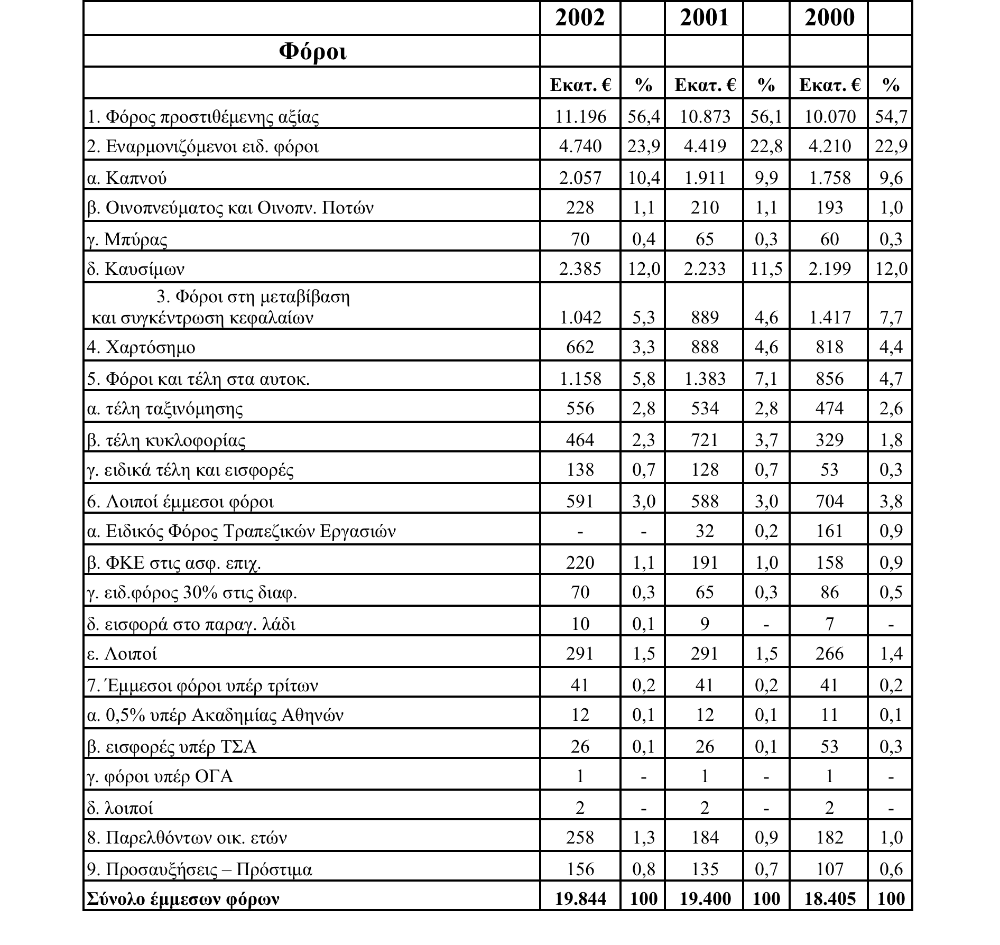 2002 2001 2000
Φόροι
Εκατ. € % Εκατ. € % Εκατ. € %
1. Φόρος προστιθέμενης αξίας 11.196 56,4 10.873 56,1 10.070 54,7
2. Εναρμονιζόμενοι ειδ. φόροι 4.740 23,9 4.419 22,8 4.210 22,9
α. Καπνού 2.057 10,4 1.911 9,9 1.758 9,6
β. Οινοπνεύματος και Οινοπν. Ποτών 228 1,1 210 1,1 193 1,0
γ. Μπύρας 70 0,4 65 0,3 60 0,3
δ. Καυσίμων 2.385 12,0 2.233 11,5 2.199 12,0
3. Φόροι στη μεταβίβαση
και συγκέντρωση κεφαλαίων 1.042 5,3 889 4,6 1.417 7,7
4. Χαρτόσημο 662 3,3 888 4,6 818 4,4
5. Φόροι και τέλη στα αυτοκ. 1.158 5,8 1.383 7,1 856 4,7
α. τέλη ταξινόμησης 556 2,8 534 2,8 474 2,6
β. τέλη κυκλοφορίας 464 2,3 721 3,7 329 1,8
γ. ειδικά τέλη και εισφορές 138 0,7 128 0,7 53 0,3
6. Λοιποί έμμεσοι φόροι 591 3,0 588 3,0 704 3,8
α. Ειδικός Φόρος Τραπεζικών Εργασιών - - 32 0,2 161 0,9
β. ΦΚΕ στις ασφ. επιχ. 220 1,1 191 1,0 158 0,9
γ. ειδ.φόρος 30% στις διαφ. 70 0,3 65 0,3 86 0,5
δ. εισφορά στο παραγ. λάδι 10 0,1 9 - 7 -
ε. Λοιποί 291 1,5 291 1,5 266 1,4
7. Έμμεσοι φόροι υπέρ τρίτων 41 0,2 41 0,2 41 0,2
α. 0,5% υπέρ Ακαδημίας Αθηνών 12 0,1 12 0,1 11 0,1
β. εισφορές υπέρ ΤΣΑ 26 0,1 26 0,1 53 0,3
γ. φόροι υπέρ ΟΓΑ 1 - 1 - 1 -
δ. λοιποί 2 - 2 - 2 -
8. Παρελθόντων οικ. ετών 258 1,3 184 0,9 182 1,0
9. Προσαυξήσεις – Πρόστιμα 156 0,8 135 0,7 107 0,6
Σύνολο έμμεσων φόρων 19.844 100 19.400 100 18.405 100